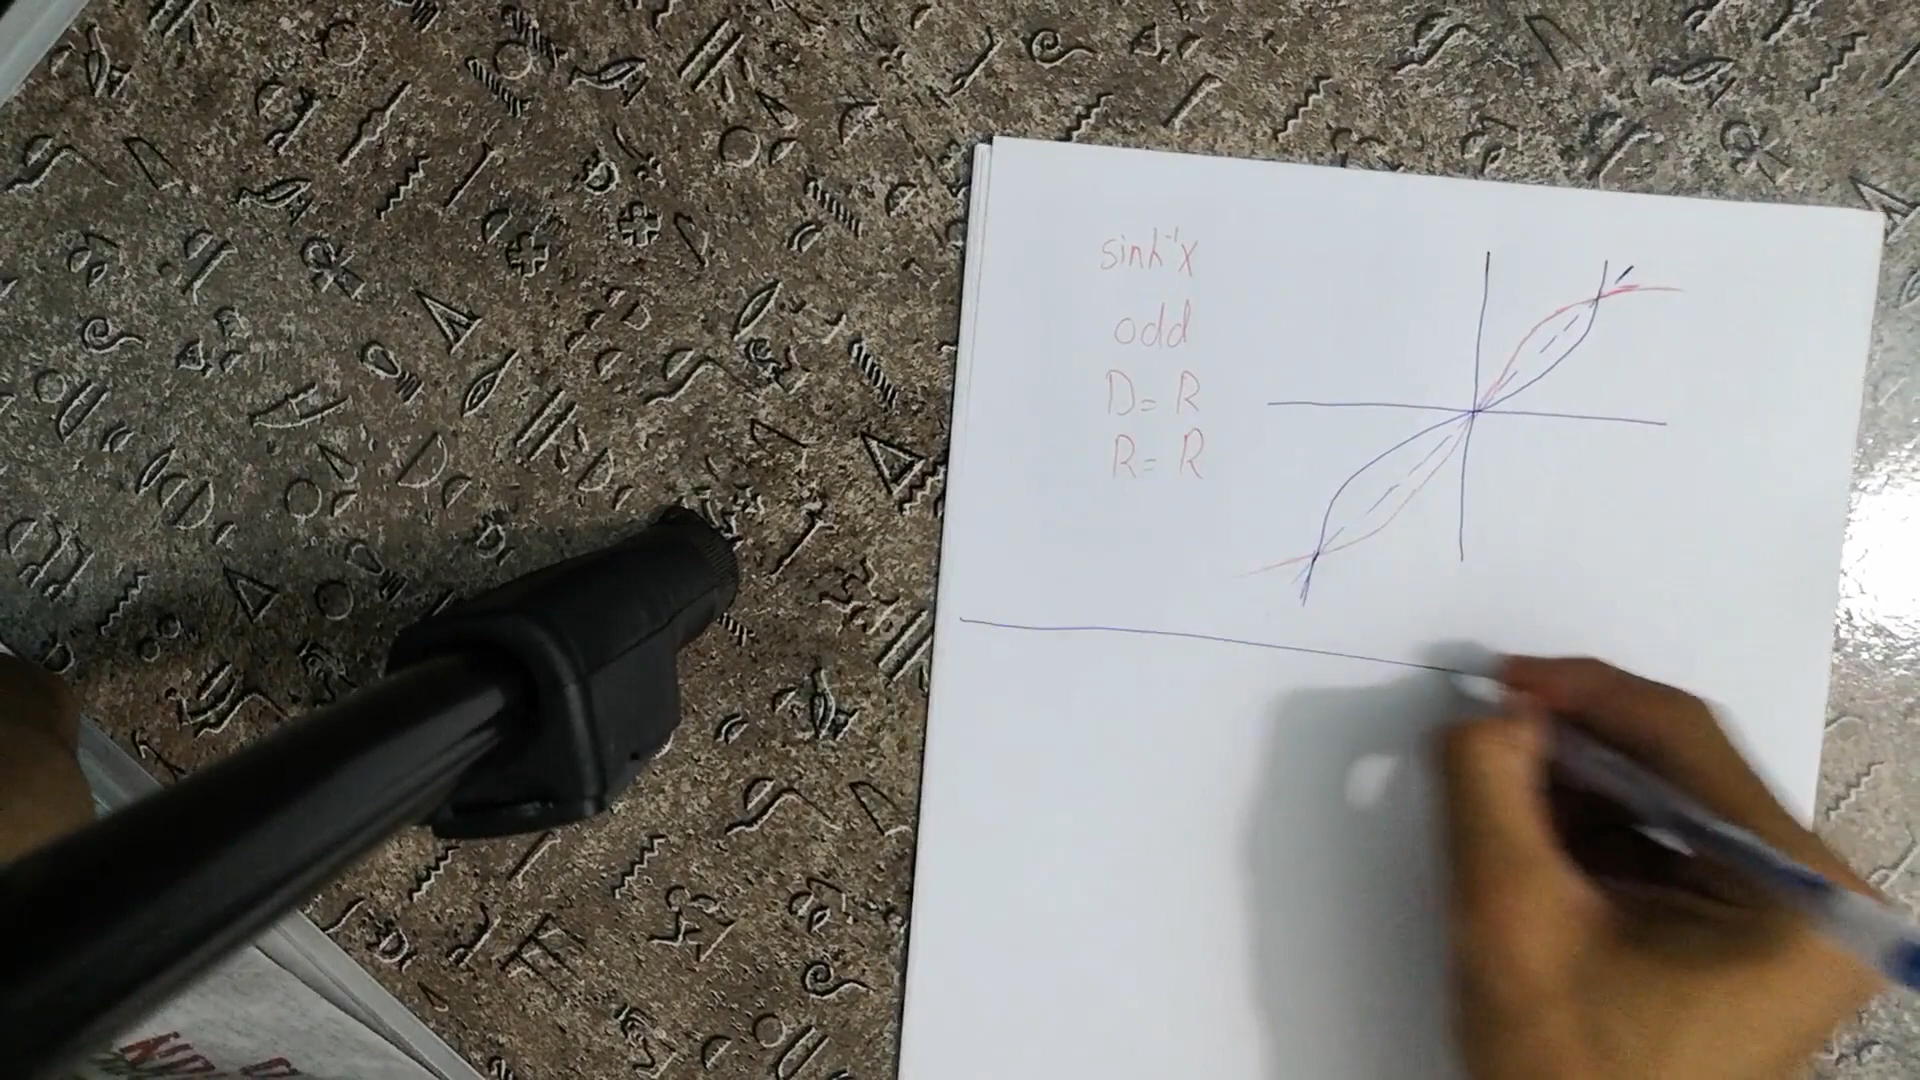 sinh⁻¹x
odd
D = R
R = R